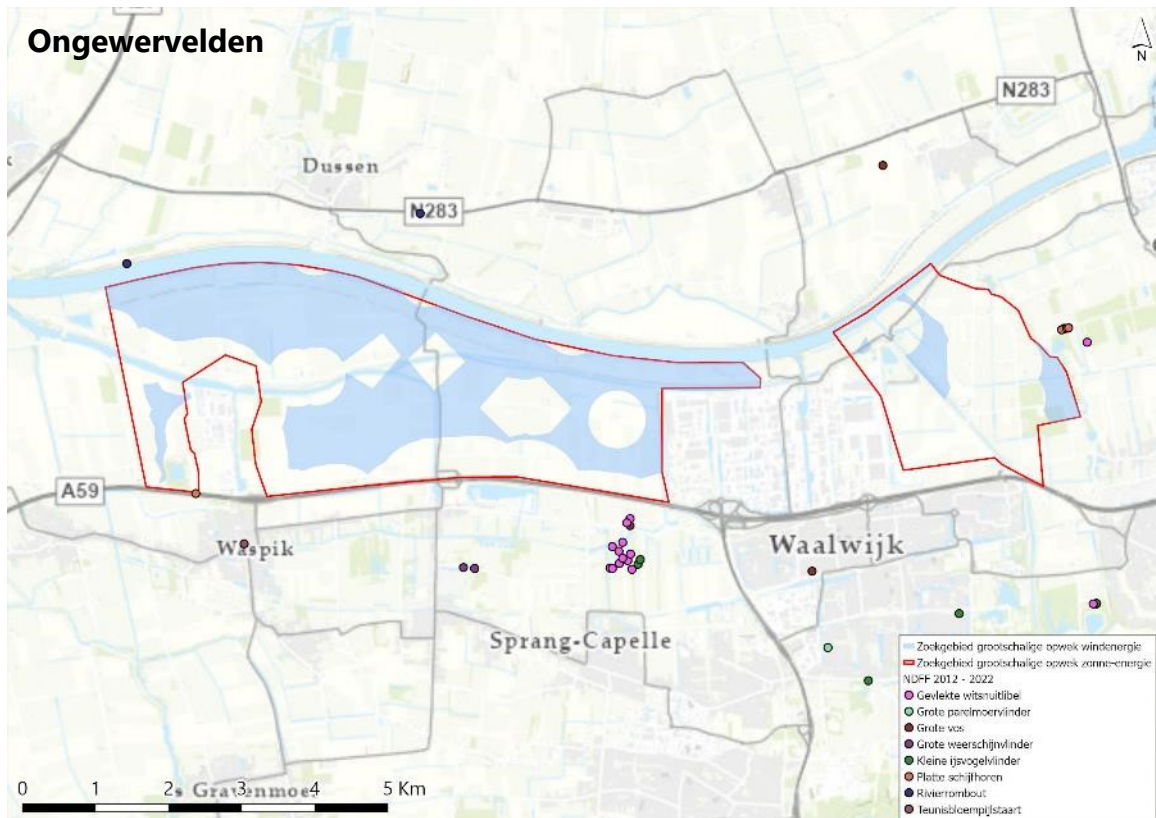 Ongewervelden
N
N283
Dussen
N283
A59
Waspik
Waalwijk
Sprang-Capelle
Zoekgebied grootschalige opwek windenergie
Zoekgebied grootschalige opwek zonne-energie
NDFF 2012 - 2022
Gevlekte witsnuitlibel
Grote parelmoervlinder
Grote vos
Grote weerschijnvlinder
Kleine ijsvogelvlinder
Platte schijfhoren
Rivierrombout
Teunisbloempijlstaart
0 1 2 3 4 5 Km
s Gravenmoer